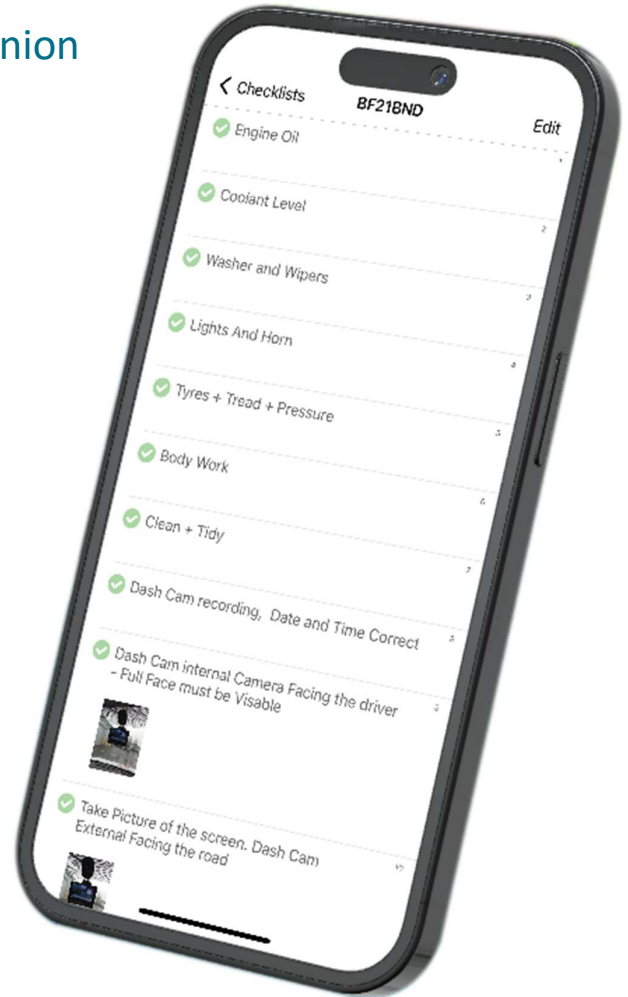 nion
Checklists
BF21BND
Edit
Engine Oil
1
Coolant Level
2
Washer and Wipers
3
Lights And Horn
4
Tyres + Tread + Pressure
5
Body Work
6
Clean + Tidy
7
Dash Cam recording, Date and Time Correct
8
Dash Cam internal Camera Facing the driver
- Full Face must be Visable
9
Take Picture of the screen. Dash Cam
External Facing the road
10